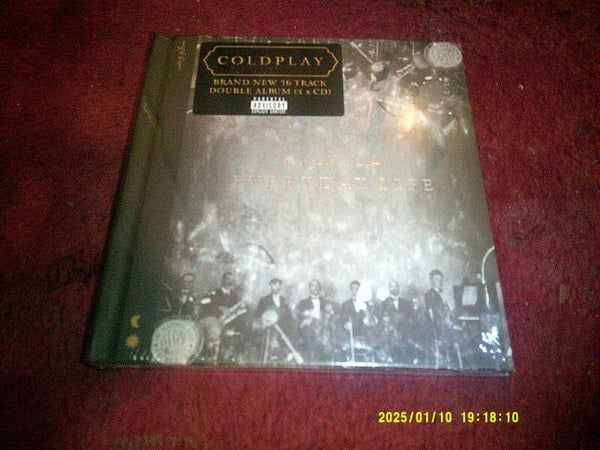 COLDPLAY
BRAND NEW 16 TRACK
DOUBLE ALBUM (1 x CD)
PARENTAL
ADVISORY
EXPLICIT CONTENT
EVERYDAY LIFE
2025/01/10 19:18:10